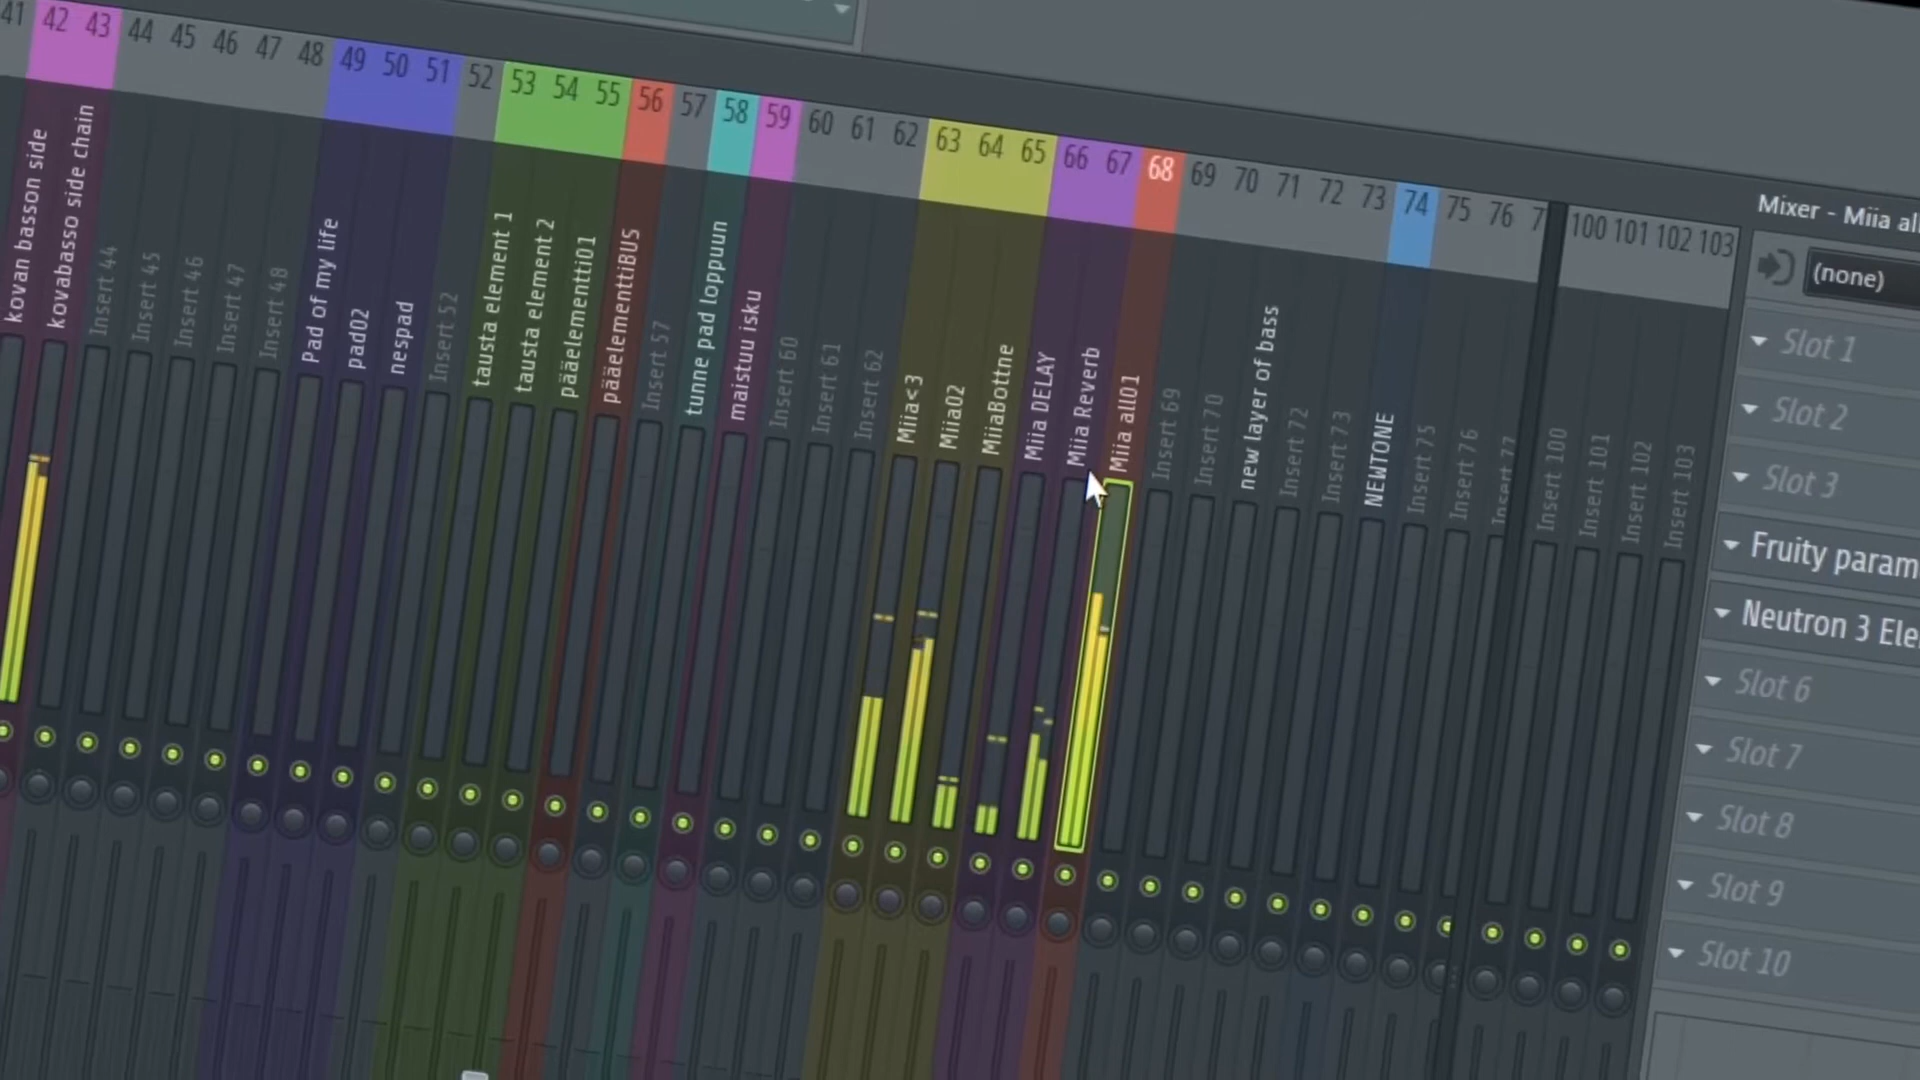 41 42 43 44 45 46 47 48 49 50 51 52 53 54 55 56 57 58 59 60 61 62 63 64 65 66 67 68 69 70 71 72 73 74 75 76 100 101 102 103
kovan basson side
kovabasso side chain
Insert 44
Insert 45
Insert 46
Insert 47
Insert 48
Pad of my life
pad02
nespad
Insert 52
tausta element 1
tausta element 2
pääelementti01
pääelementtiBUS
Insert 57
tunne pad loppuun
maistuu isku
Insert 60
Insert 61
Insert 62
Miia<3
Miia02
MiiaBottne
Miia DELAY
Miia Reverb
Miia all01
Insert 69
Insert 70
new layer of bass
Insert 72
Insert 73
NEWTONE
Insert 75
Insert 76
Insert 77
Insert 100
Insert 101
Insert 102
Insert 103
Mixer - Miia all
(none)
Slot 1
Slot 2
Slot 3
Fruity param
Neutron 3 Ele
Slot 6
Slot 7
Slot 8
Slot 9
Slot 10